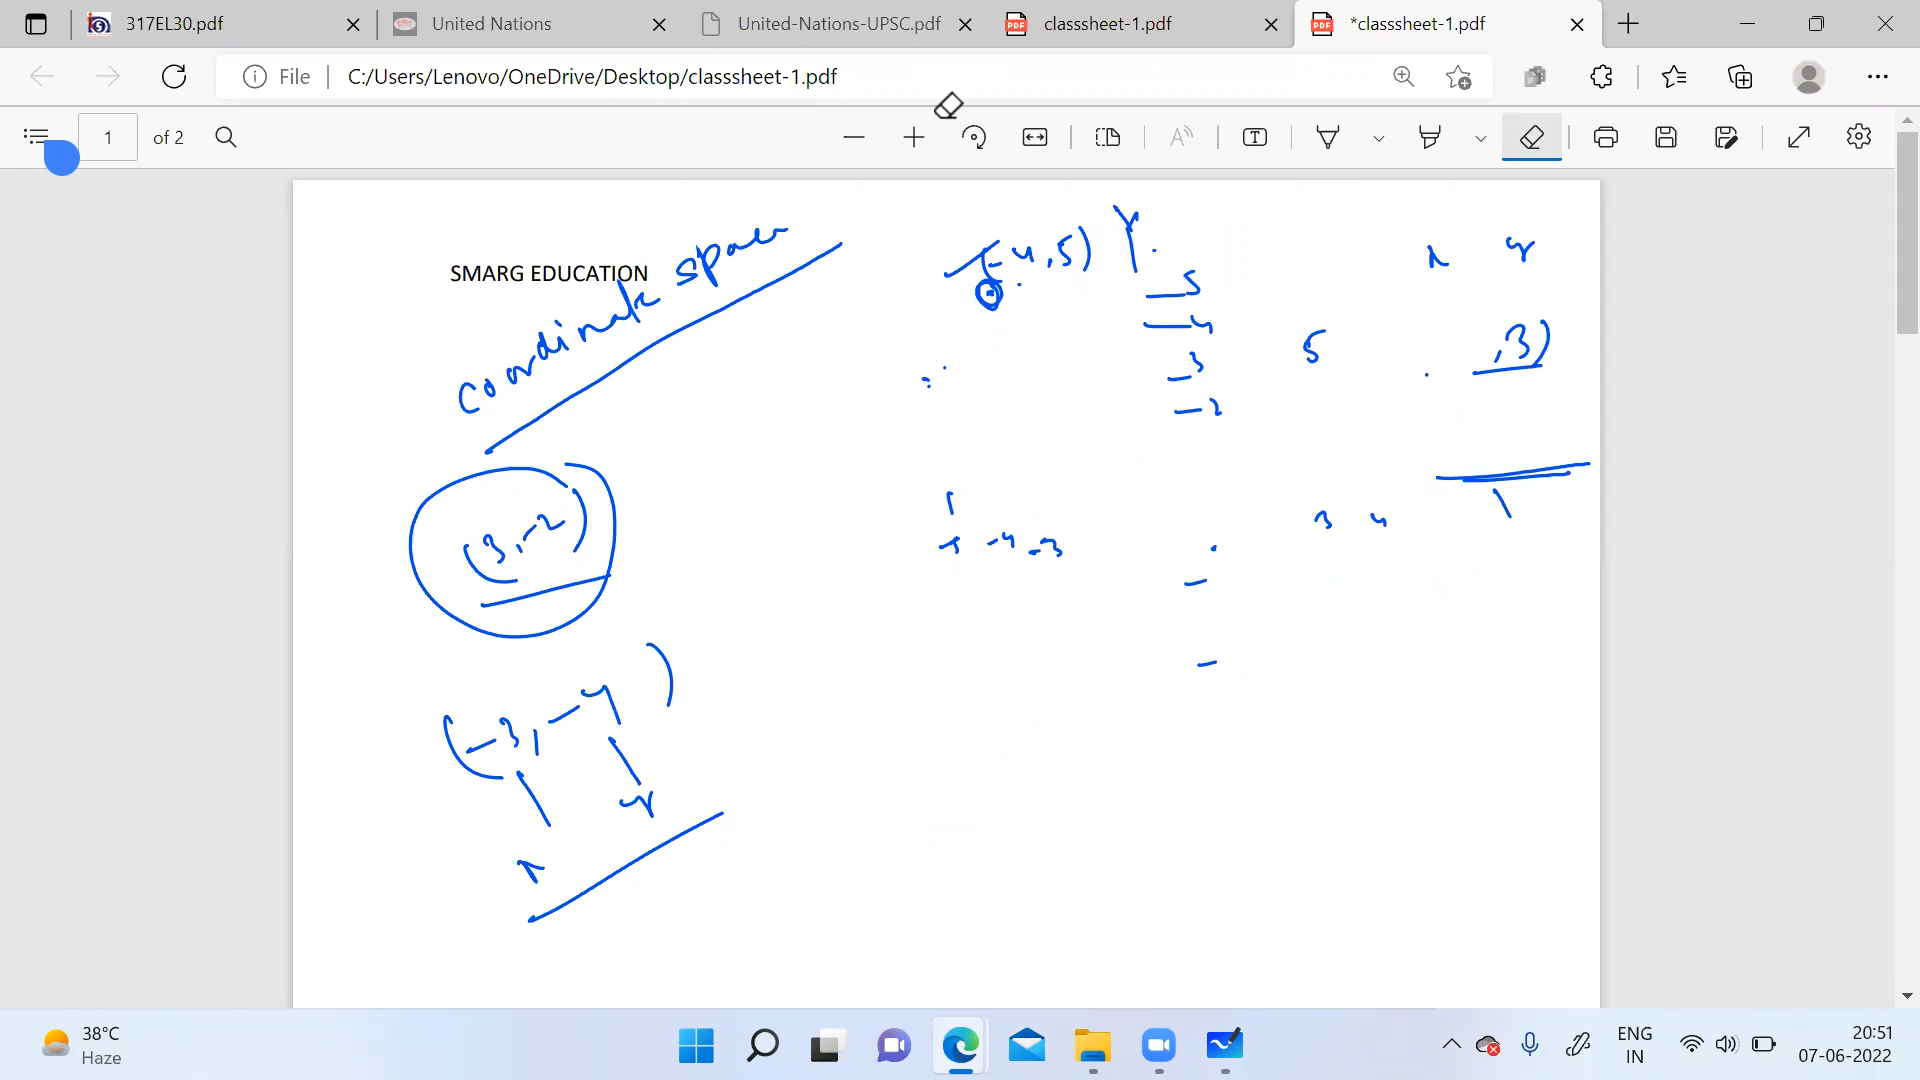 317EL30.pdf
United Nations
United-Nations-UPSC.pdf
classsheet-1.pdf
*classsheet-1.pdf
File
C:/Users/Lenovo/OneDrive/Desktop/classsheet-1.pdf
1 of 2
SMARG EDUCATION
coordinate space
(-4,5) Y
x y
5
4
3
2
5
,3)
(3,-2)
-4 -3
3 4
(-3,-4)
y
x
38°C
Haze
ENG
IN
20:51
07-06-2022